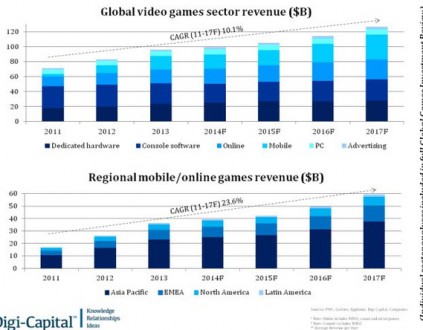 Global video games sector revenue ($B)
120
100
80
60
40
20
0
CAGR (11-17F) 10.1%
2011 2012 2013 2014F 2015F 2016F 2017F
Dedicated hardware Console software Online Mobile PC Advertising
Regional mobile/online games revenue ($B)
60
50
40
30
20
10
0
CAGR (11-17F) 23.6%
2011 2012 2013 2014F 2015F 2016F 2017F
Asia Pacific EMEA North America Latin America
Digi-Capital™
Knowledge
Relationships
Ideas